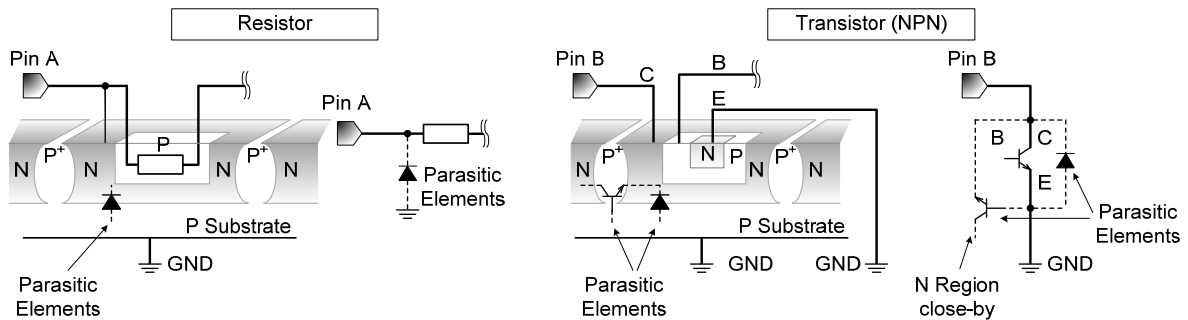 Resistor
Transistor (NPN)
Pin A
Pin A
N
P+
N
P
N
P+
N
Parasitic
Elements
P Substrate
GND
Parasitic
Elements
Pin B
C
B
E
N
P+
N
N
P
N
P+
N
P Substrate
GND
GND
Parasitic
Elements
Pin B
B
C
E
Parasitic
Elements
GND
N Region
close-by